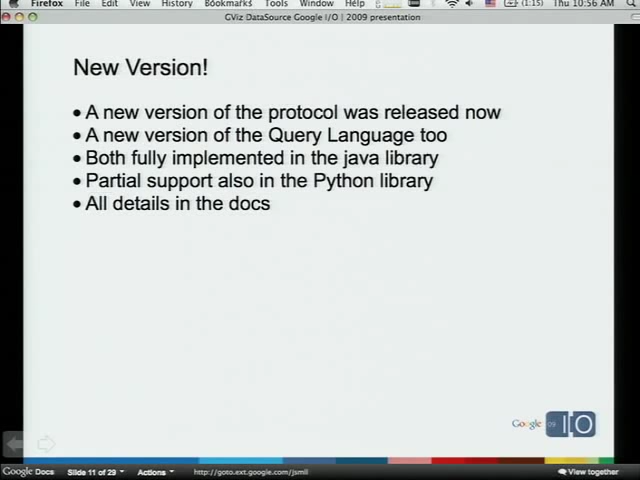 Firefox File Edit View History Bookmarks Tools Window Help (1:15) Thu 10:56 AM
GViz DataSource Google I/O | 2009 presentation
New Version!
• A new version of the protocol was released now
• A new version of the Query Language too
• Both fully implemented in the java library
• Partial support also in the Python library
• All details in the docs
Google 09 I/O
Google Docs Slide 11 of 29 Actions http://goto.ext.google.com/ View together